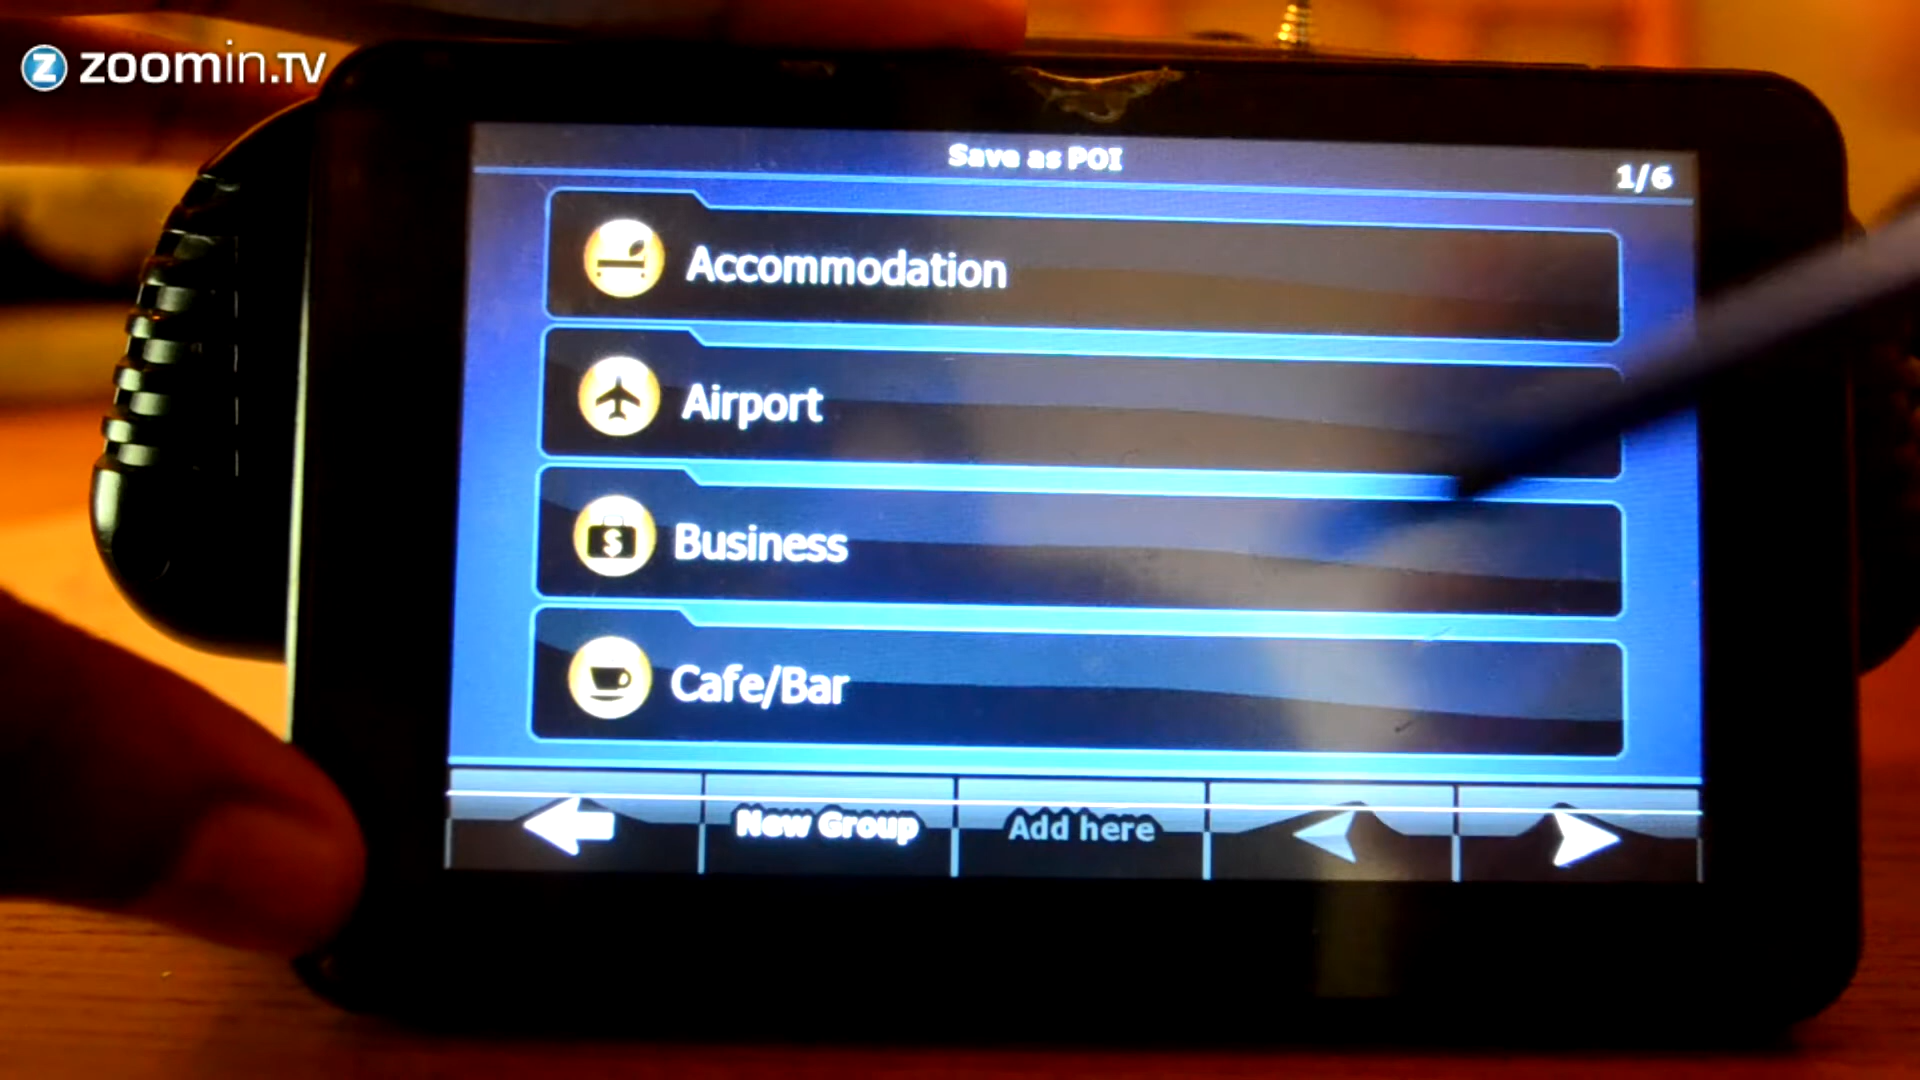 zoomin.TV
Save as POI
1/6
Accommodation
Airport
$
Business
Cafe/Bar
New Group
Add here